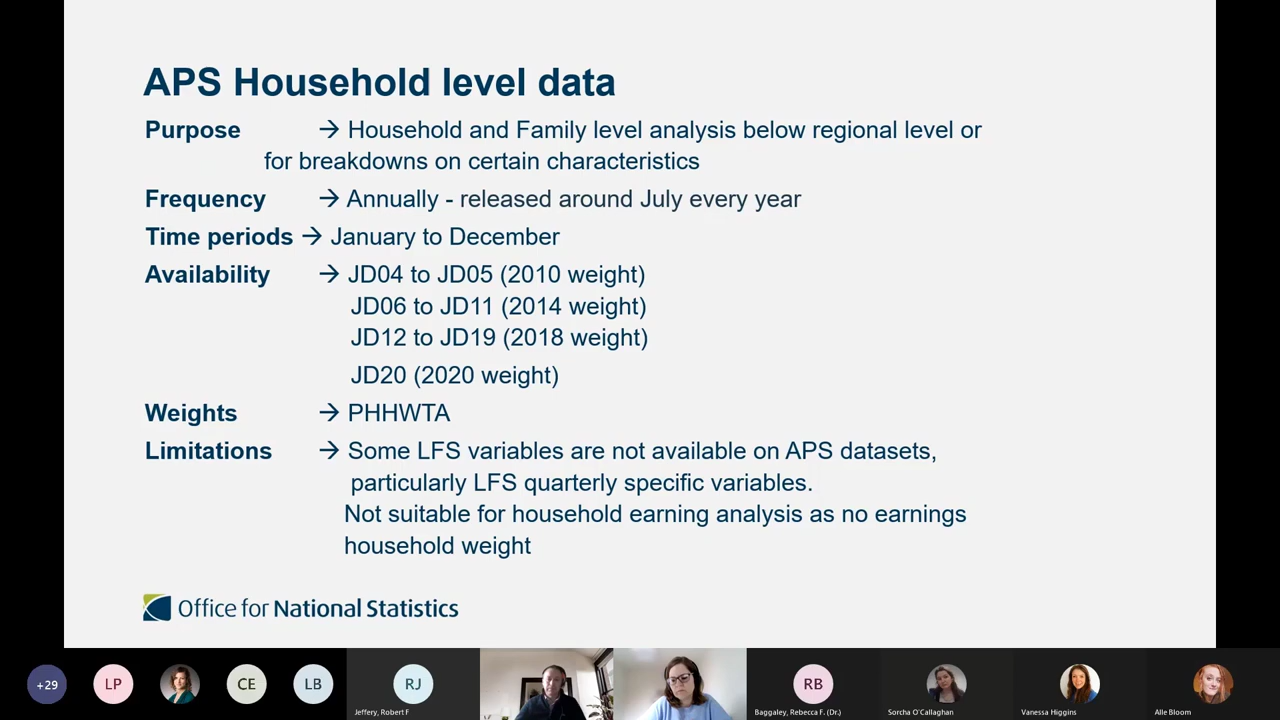 APS Household level data
Purpose → Household and Family level analysis below regional level or
for breakdowns on certain characteristics
Frequency → Annually - released around July every year
Time periods → January to December
Availability → JD04 to JD05 (2010 weight)
JD06 to JD11 (2014 weight)
JD12 to JD19 (2018 weight)
JD20 (2020 weight)
Weights → PHHWTA
Limitations → Some LFS variables are not available on APS datasets,
particularly LFS quarterly specific variables.
Not suitable for household earning analysis as no earnings
household weight
Office for National Statistics
+29 LP CE LB RJ RB
Jeffery, Robert F Baggaley, Rebecca F. (Dr.) Sorcha O'Callaghan Vanessa Higgins Alle Bloom